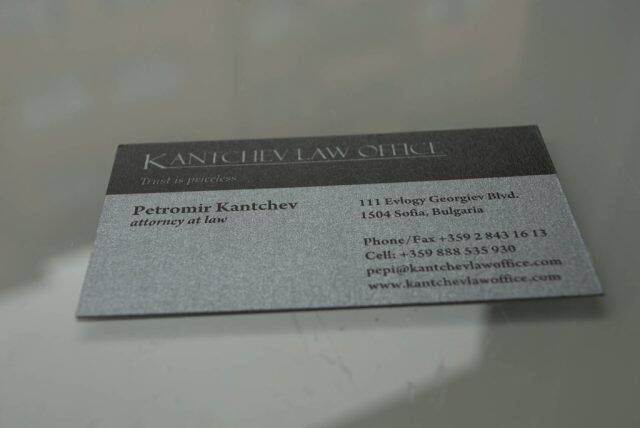 KANTCHEV LAW OFFICE
Trust is priceless
Petromir Kantchev
attorney at law
111 Evlogy Georgiev Blvd.
1504 Sofia, Bulgaria
Phone/Fax +359 2 843 16 13
Cell: +359 888 535 930
pepi@kantchevlawoffice.com
www.kantchevlawoffice.com